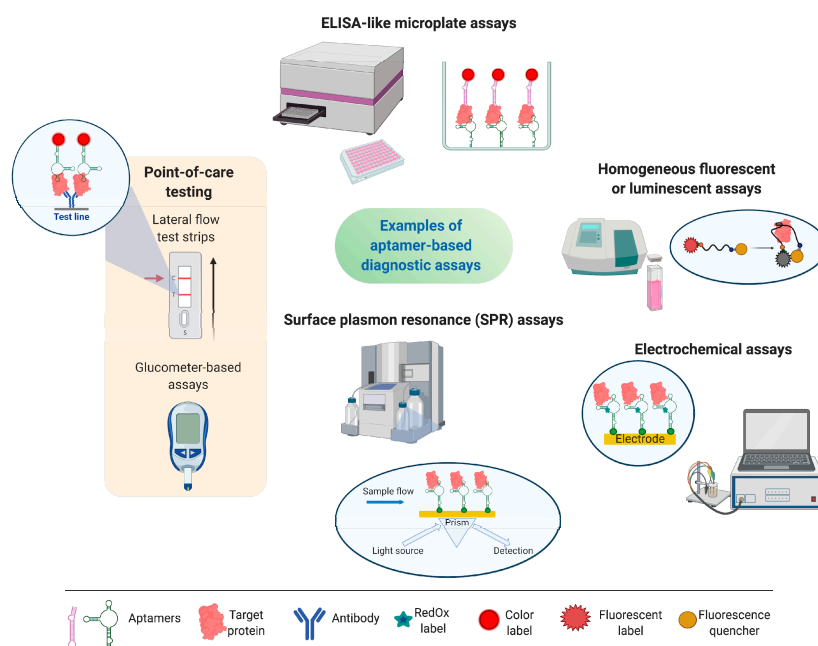 ELISA-like microplate assays
Point-of-care
testing
Lateral flow
test strips
Test line
C
T
S
Glucometer-based
assays
Examples of
aptamer-based
diagnostic assays
Homogeneous fluorescent
or luminescent assays
Surface plasmon resonance (SPR) assays
Sample flow
Prism
Light source
Detection
Electrochemical assays
Electrode
Aptamers
Target
protein
Antibody
RedOx
label
Color
label
Fluorescent
label
Fluorescence
quencher